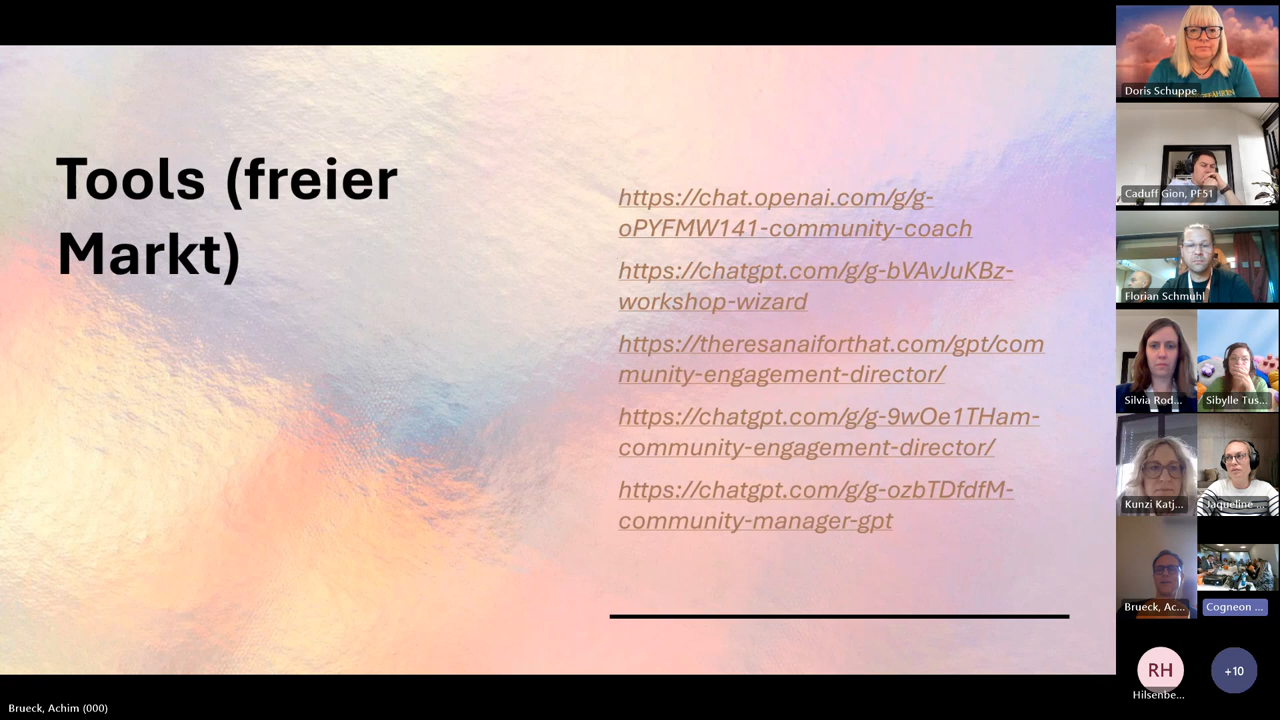 Tools (freier
Markt)
https://chat.openai.com/g/g-
oPYFMW141-community-coach
https://chatgpt.com/g/g-bVAvJuKBz-
workshop-wizard
https://theresanaiforthat.com/gpt/com
munity-engagement-director/
https://chatgpt.com/g/g-9wOe1THam-
community-engagement-director/
https://chatgpt.com/g/g-ozbTDfdfM-
community-manager-gpt
Doris Schuppe
Caduff Gion, PF51
Florian Schmuhl
Silvia Rod...
Sibylle Tus...
Kunzi Katj...
Jaqueline ...
Brueck, Ac...
Cogneon ...
RH
Hilsenbe...
+10
Brueck, Achim (000)